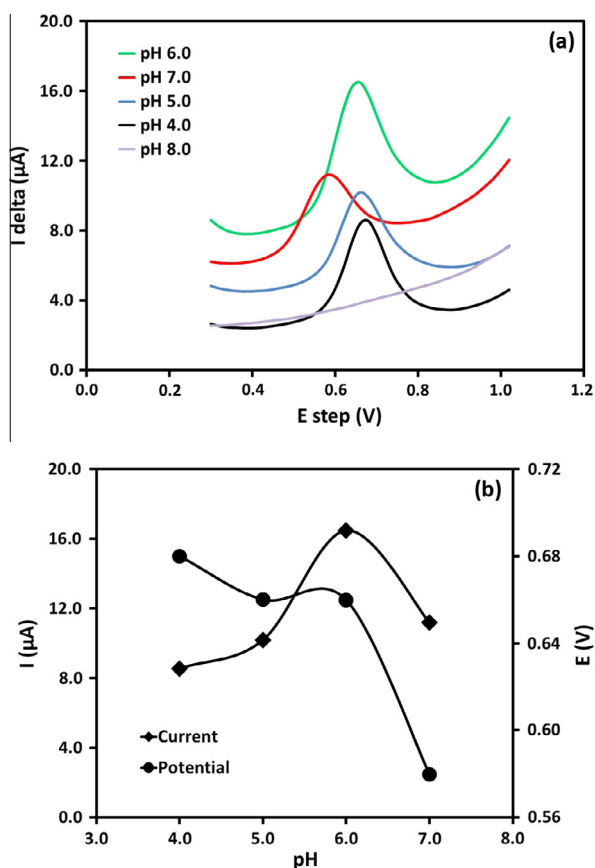 20.0
(a)
pH 6.0
pH 7.0
pH 5.0
pH 4.0
pH 8.0
16.0
12.0
8.0
4.0
0.0
I delta (µA)
0.0 0.2 0.4 0.6 0.8 1.0 1.2
E step (V)
20.0
(b)
0.72
16.0
0.68
12.0
0.64
8.0
0.60
4.0
0.56
0.0
I (µA)
E (V)
Current
Potential
3.0 4.0 5.0 6.0 7.0 8.0
pH